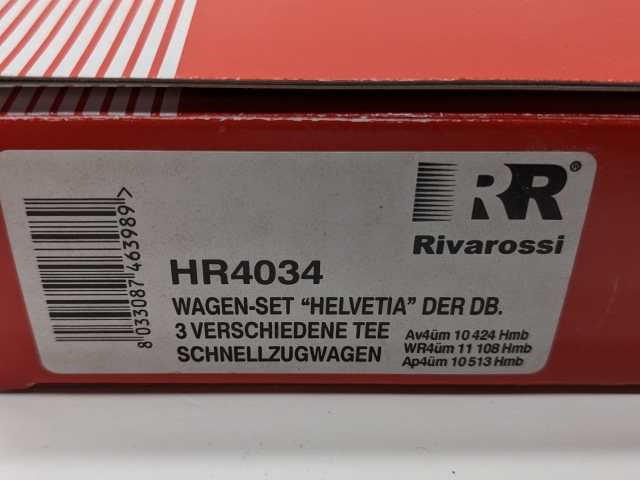 RR®
Rivarossi
8 033087 463989 >
HR4034
WAGEN-SET “HELVETIA” DER DB.
3 VERSCHIEDENE TEE
SCHNELLZUGWAGEN
Av4üm 10 424 Hmb
WR4üm 11 108 Hmb
Ap4üm 10 513 Hmb